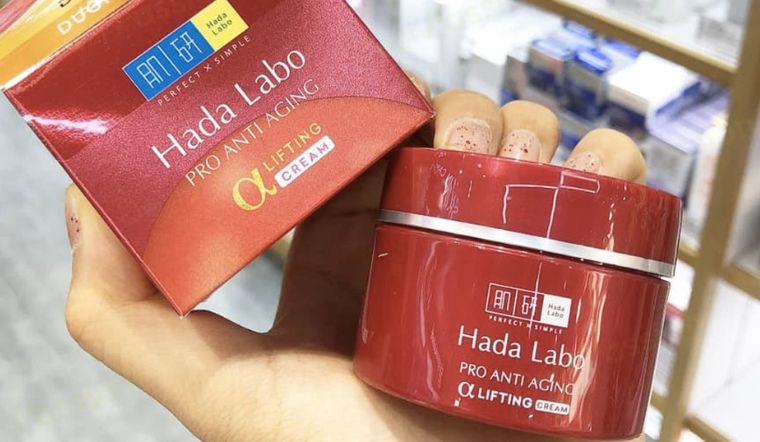 肌研
Hada
Labo
PERFECT × SIMPLE
Hada Labo
PRO ANTI AGING
α LIFTING
CREAM
肌研
Hada
Labo
PERFECT × SIMPLE
Hada Labo
PRO ANTI AGING
α LIFTING CREAM